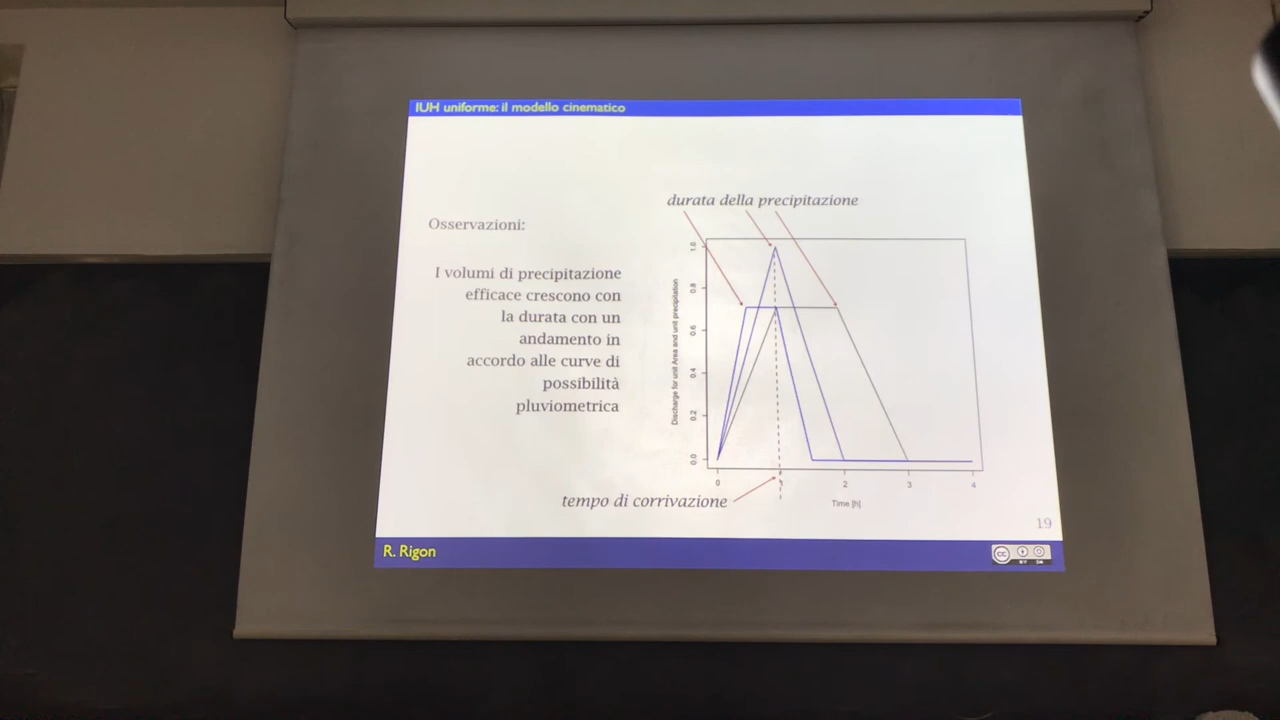 IUH uniforme: il modello cinematico
Osservazioni:
I volumi di precipitazione
efficace crescono con
la durata con un
andamento in
accordo alle curve di
possibilità
pluviometrica
durata della precipitazione
Discharge for unit Area and unit precipitation
1.0
0.8
0.6
0.4
0.2
0.0
0
1
2
3
4
Time [h]
tempo di corrivazione
19
R. Rigon
cc
BY